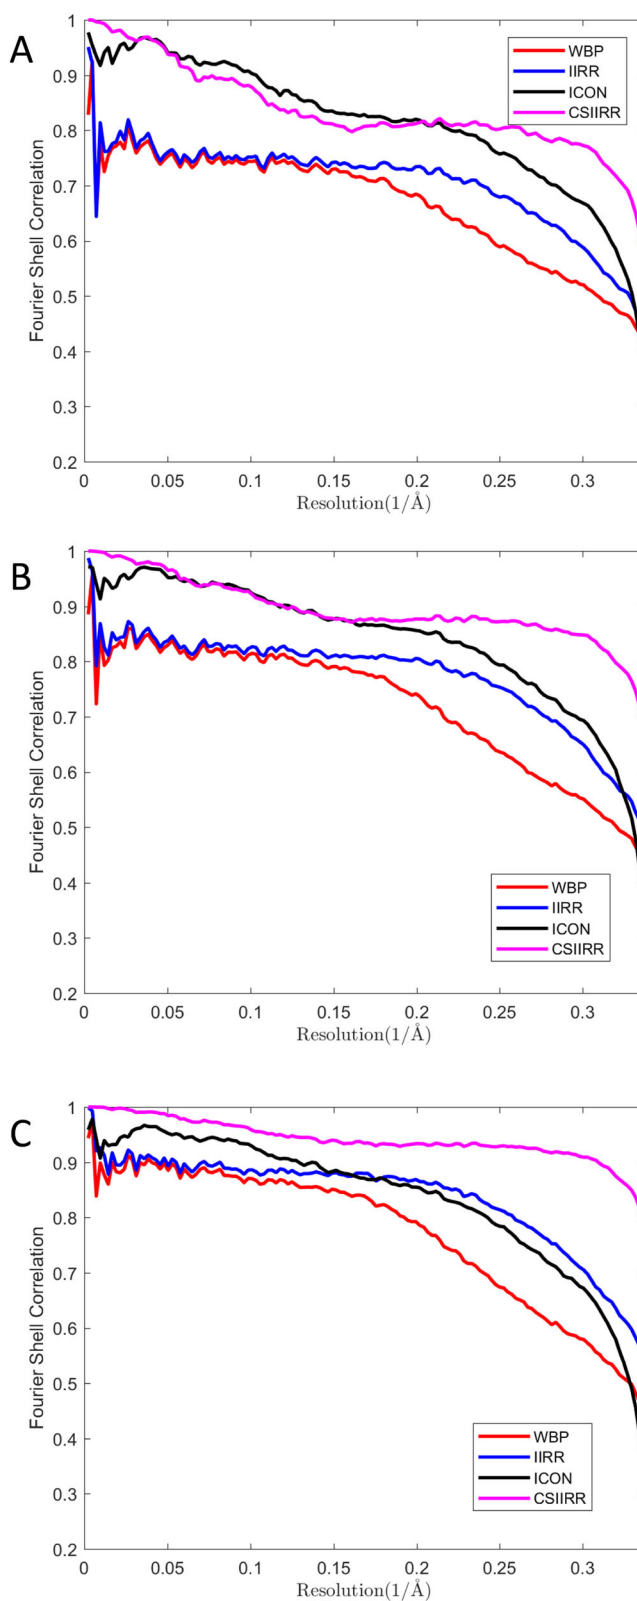 A
1
0.9
0.8
0.7
0.6
0.5
0.4
0.3
0.2
Fourier Shell Correlation
WBP
IIRR
ICON
CSIIRR
0 0.05 0.1 0.15 0.2 0.25 0.3
Resolution(1/Å)
B
1
0.9
0.8
0.7
0.6
0.5
0.4
0.3
0.2
Fourier Shell Correlation
WBP
IIRR
ICON
CSIIRR
0 0.05 0.1 0.15 0.2 0.25 0.3
Resolution(1/Å)
C
1
0.9
0.8
0.7
0.6
0.5
0.4
0.3
0.2
Fourier Shell Correlation
WBP
IIRR
ICON
CSIIRR
0 0.05 0.1 0.15 0.2 0.25 0.3
Resolution(1/Å)